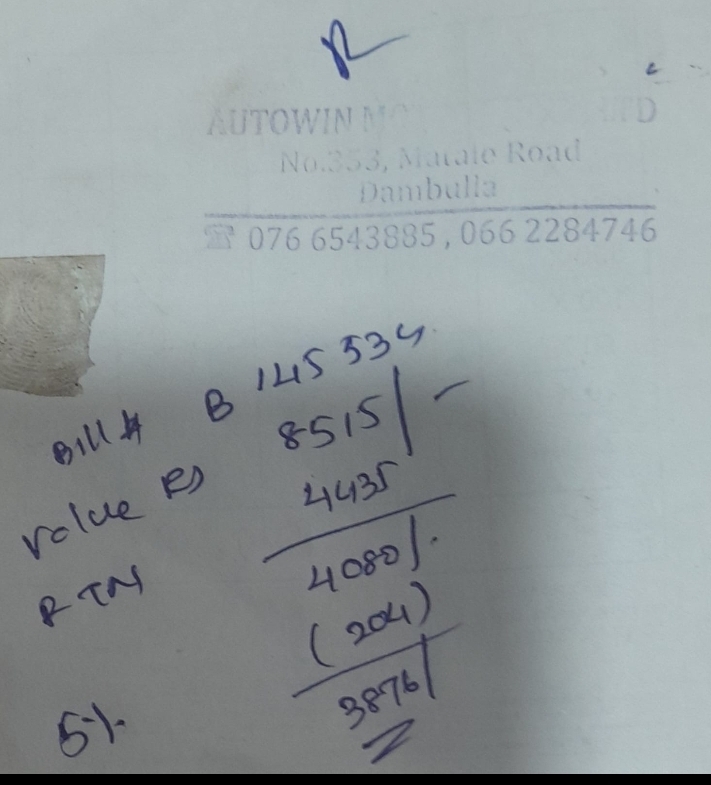 AUTOWIN
No.353, Matale Road
Dambulla
☎ 076 6543885, 066 2284746
Bill # B 145534
Value Rs 8515/-
RTN 4435
4080/.
5%. (204)
3876/